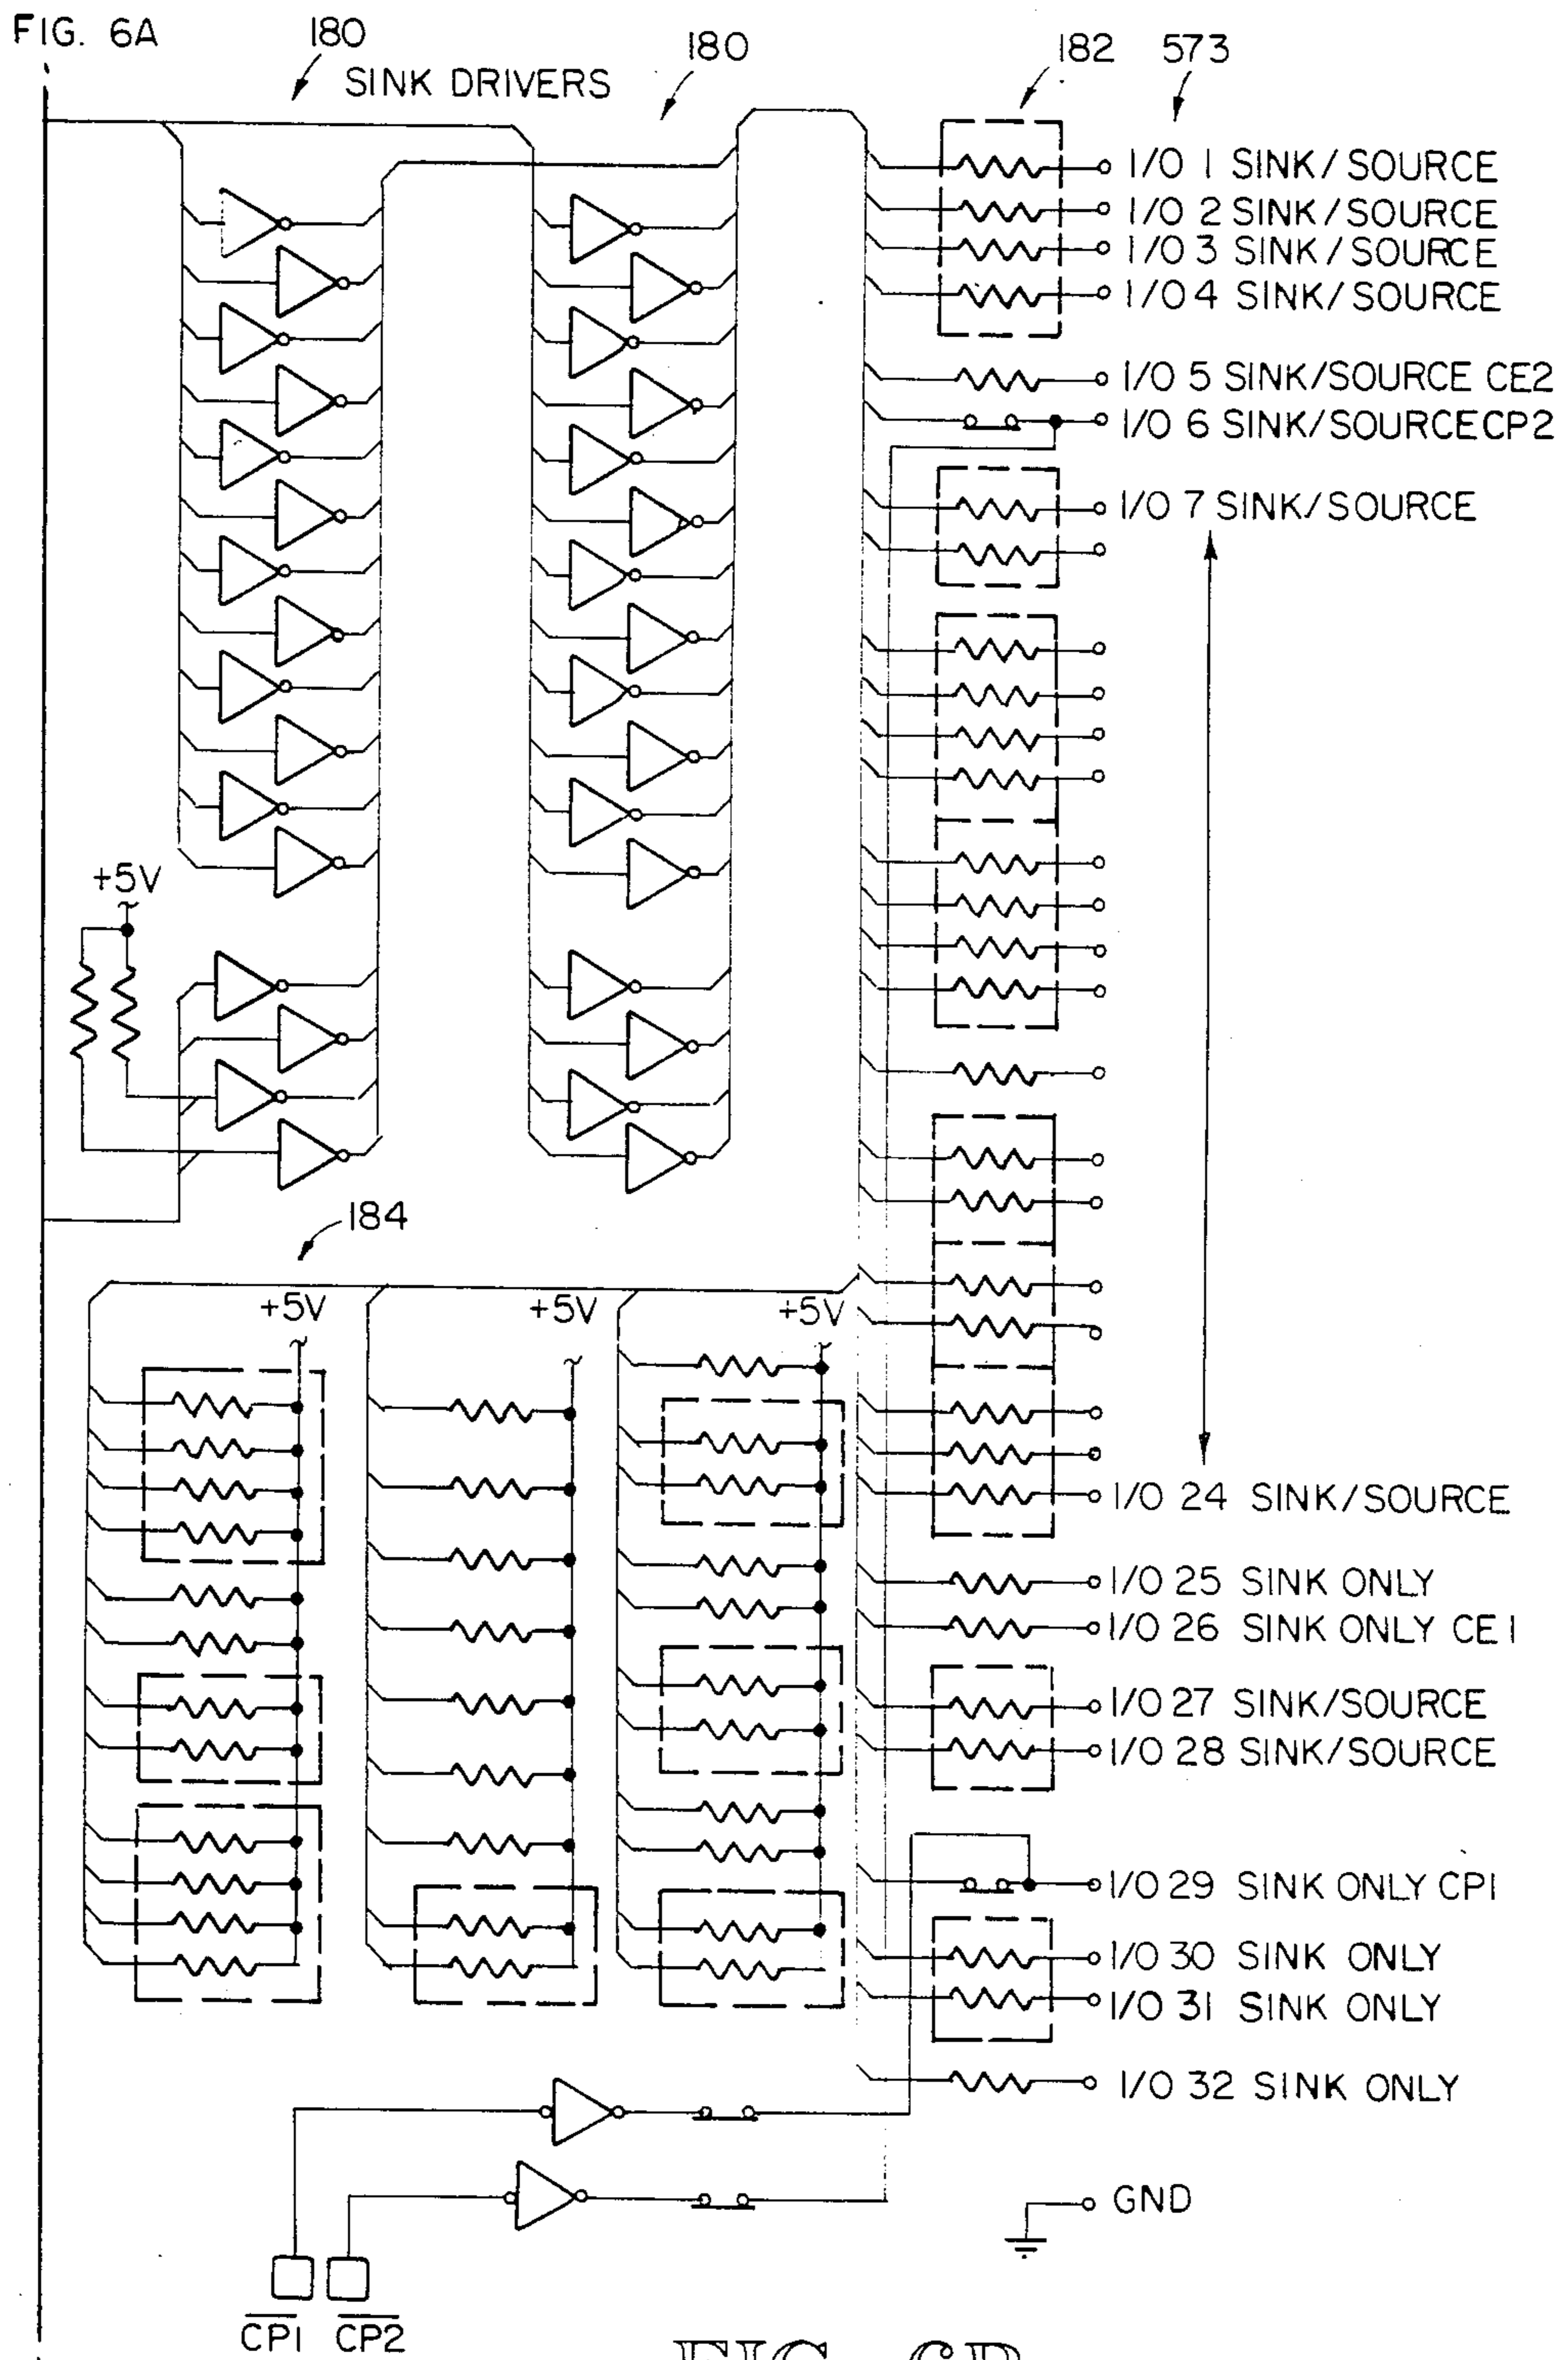 FIG. 6A
180
SINK DRIVERS
180
182
573
I/O 1 SINK/SOURCE
I/O 2 SINK/SOURCE
I/O 3 SINK/SOURCE
I/O 4 SINK/SOURCE
I/O 5 SINK/SOURCE CE2
I/O 6 SINK/SOURCE CP2
I/O 7 SINK/SOURCE
+5V
184
+5V
+5V
+5V
I/O 24 SINK/SOURCE
I/O 25 SINK ONLY
I/O 26 SINK ONLY CE1
I/O 27 SINK/SOURCE
I/O 28 SINK/SOURCE
I/O 29 SINK ONLY CP1
I/O 30 SINK ONLY
I/O 31 SINK ONLY
I/O 32 SINK ONLY
GND
C̅P̅1̅ C̅P̅2̅